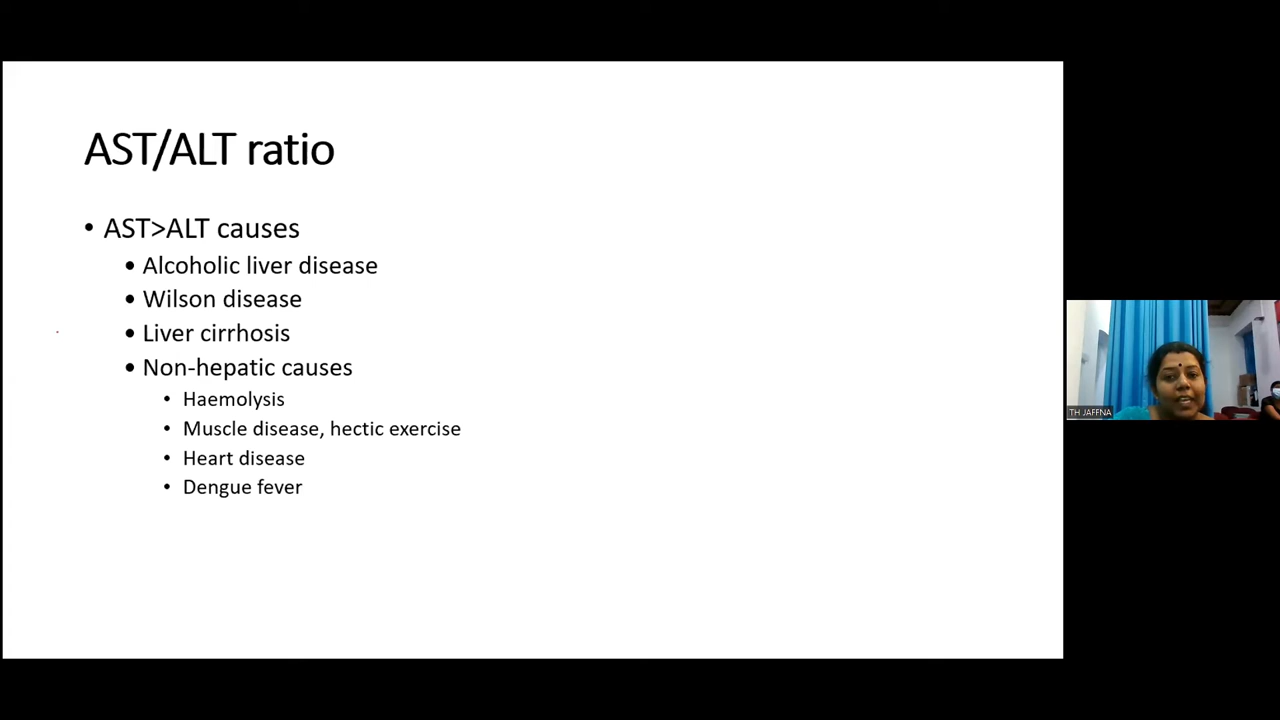 AST/ALT ratio
• AST>ALT causes
• Alcoholic liver disease
• Wilson disease
• Liver cirrhosis
• Non-hepatic causes
• Haemolysis
• Muscle disease, hectic exercise
• Heart disease
• Dengue fever
TH JAFFNA